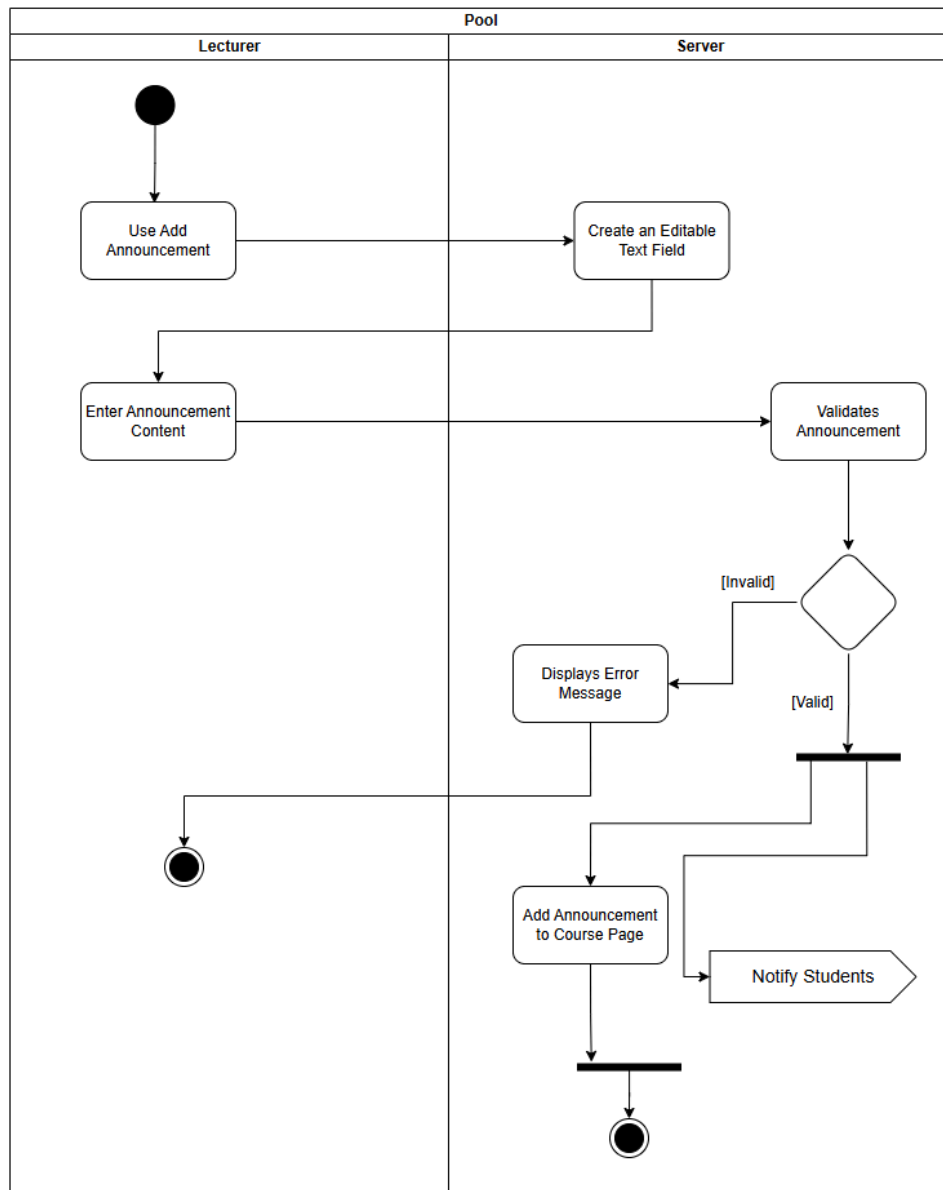 Pool
Lecturer
Server
Use Add
Announcement
Create an Editable
Text Field
Enter Announcement
Content
Validates
Announcement
[Invalid]
Displays Error
Message
[Valid]
Add Announcement
to Course Page
Notify Students